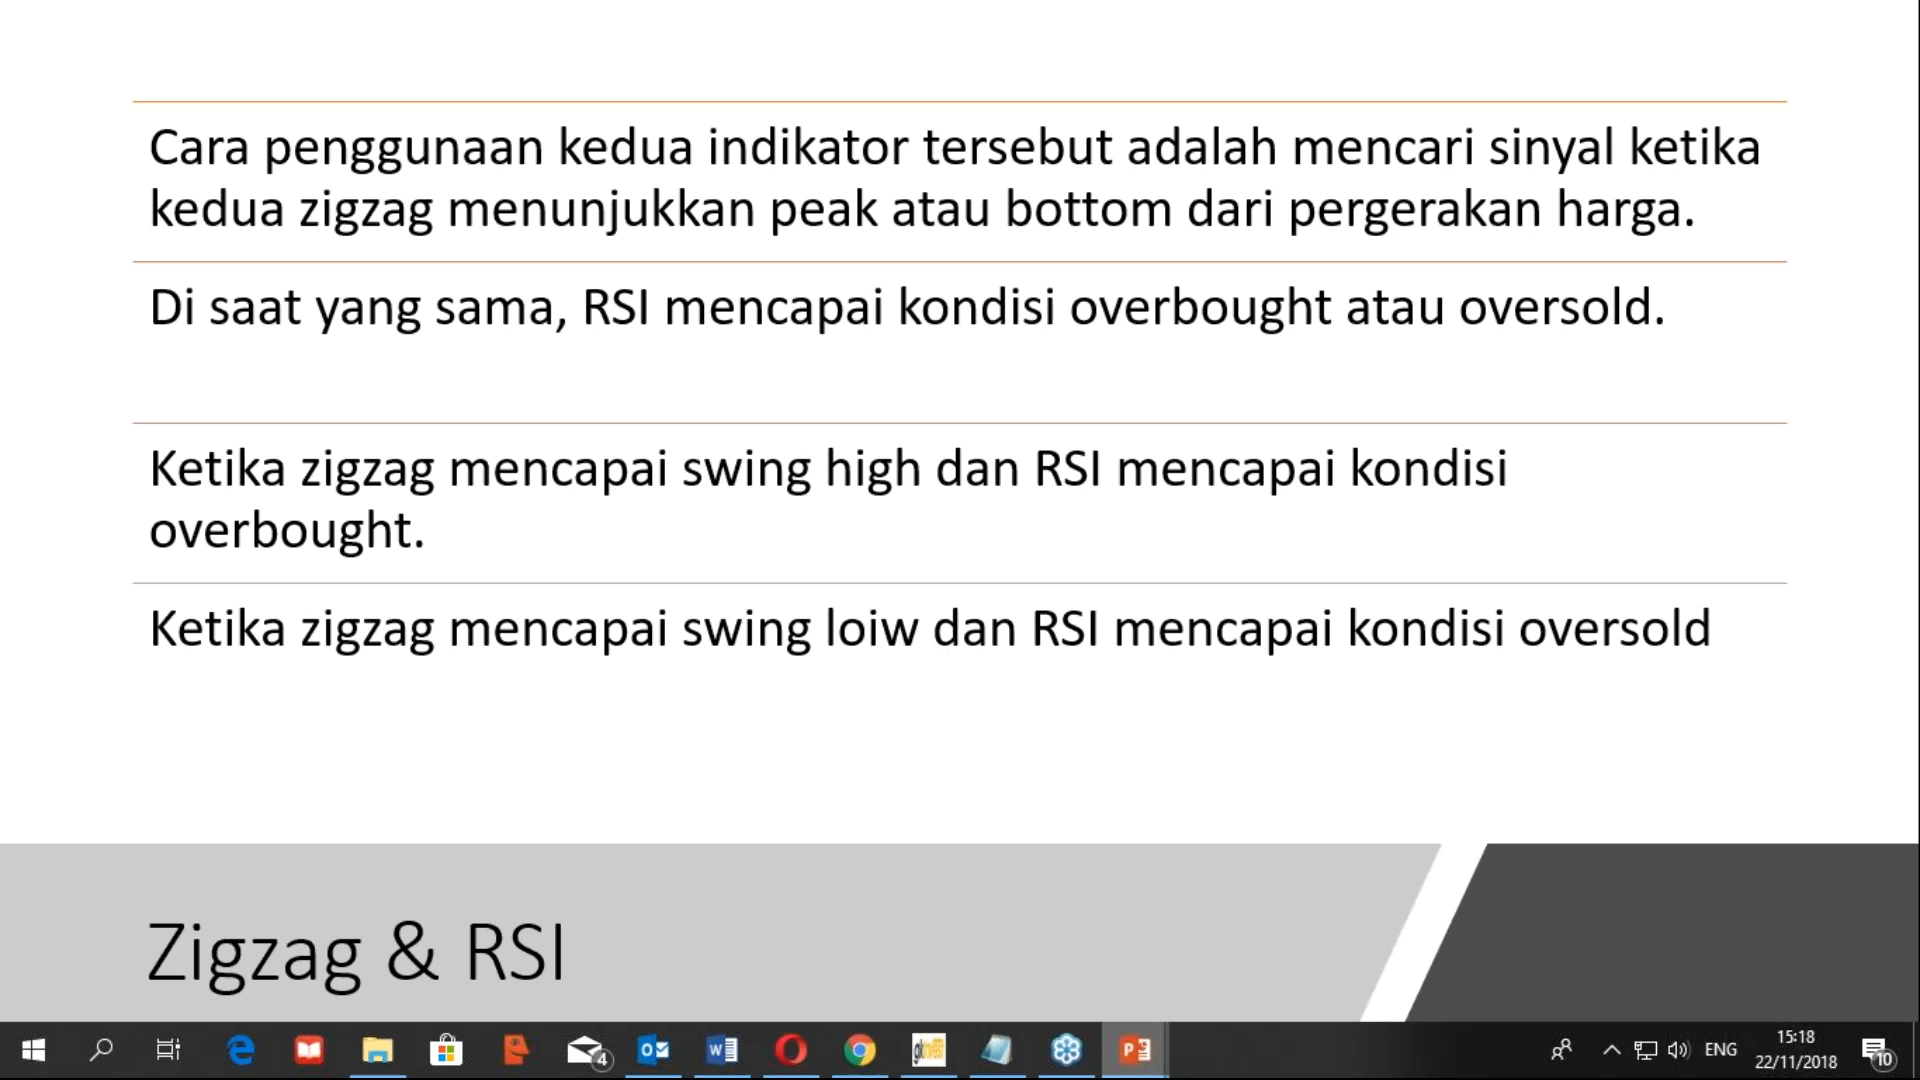 Cara penggunaan kedua indikator tersebut adalah mencari sinyal ketika
kedua zigzag menunjukkan peak atau bottom dari pergerakan harga.
Di saat yang sama, RSI mencapai kondisi overbought atau oversold.
Ketika zigzag mencapai swing high dan RSI mencapai kondisi
overbought.
Ketika zigzag mencapai swing loiw dan RSI mencapai kondisi oversold
Zigzag & RSI
4
ENG
15:18
22/11/2018
10